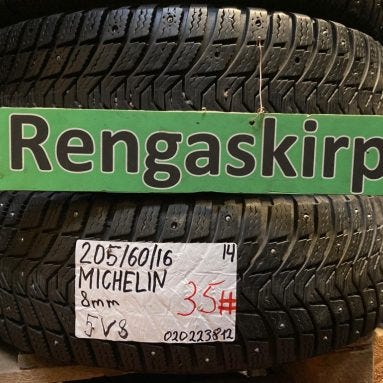 Rengaskirp
205/60/16 14
MICHELIN
8mm 35#
5V8 020223812